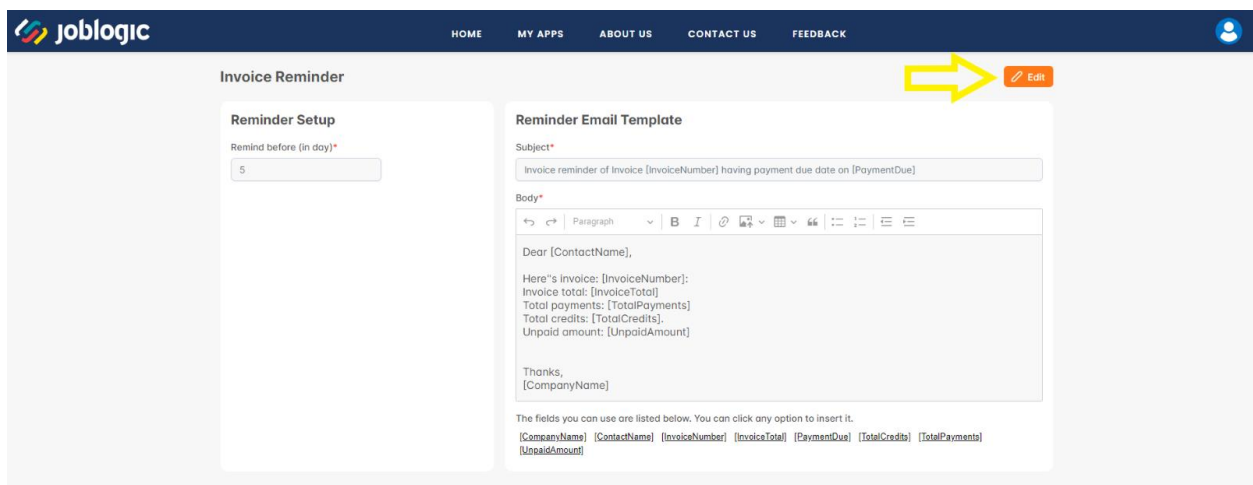 joblogic
HOME MY APPS ABOUT US CONTACT US FEEDBACK
Invoice Reminder
Edit
Reminder Setup
Remind before (in day)*
5
Reminder Email Template
Subject*
Invoice reminder of Invoice [InvoiceNumber] having payment due date on [PaymentDue]
Body*
Paragraph B I
Dear [ContactName],
Here"s invoice: [InvoiceNumber]:
Invoice total: [InvoiceTotal]
Total payments: [TotalPayments]
Total credits: [TotalCredits].
Unpaid amount: [UnpaidAmount]
Thanks,
[CompanyName]
The fields you can use are listed below. You can click any option to insert it.
[CompanyName] [ContactName] [InvoiceNumber] [InvoiceTotal] [PaymentDue] [TotalCredits] [TotalPayments]
[UnpaidAmount]